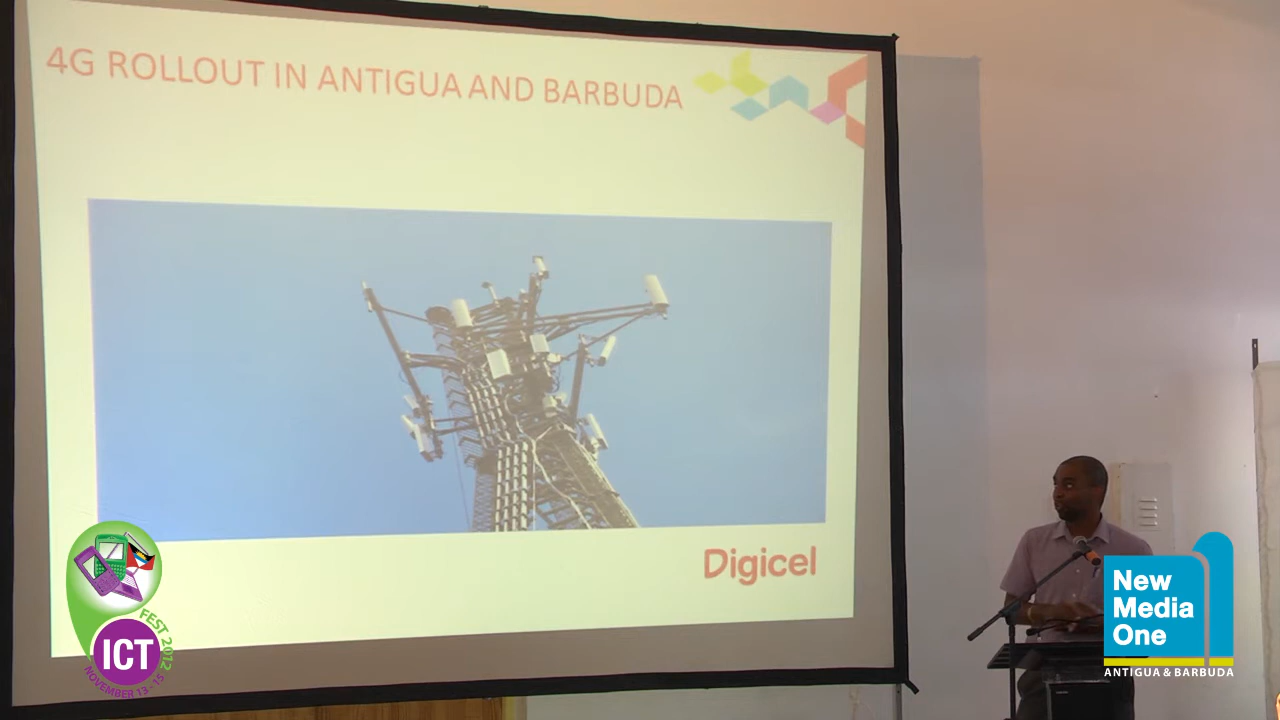 4G ROLLOUT IN ANTIGUA AND BARBUDA
Digicel
FEST 2012
ICT
NOVEMBER 13 - 15
New
Media
One
ANTIGUA & BARBUDA